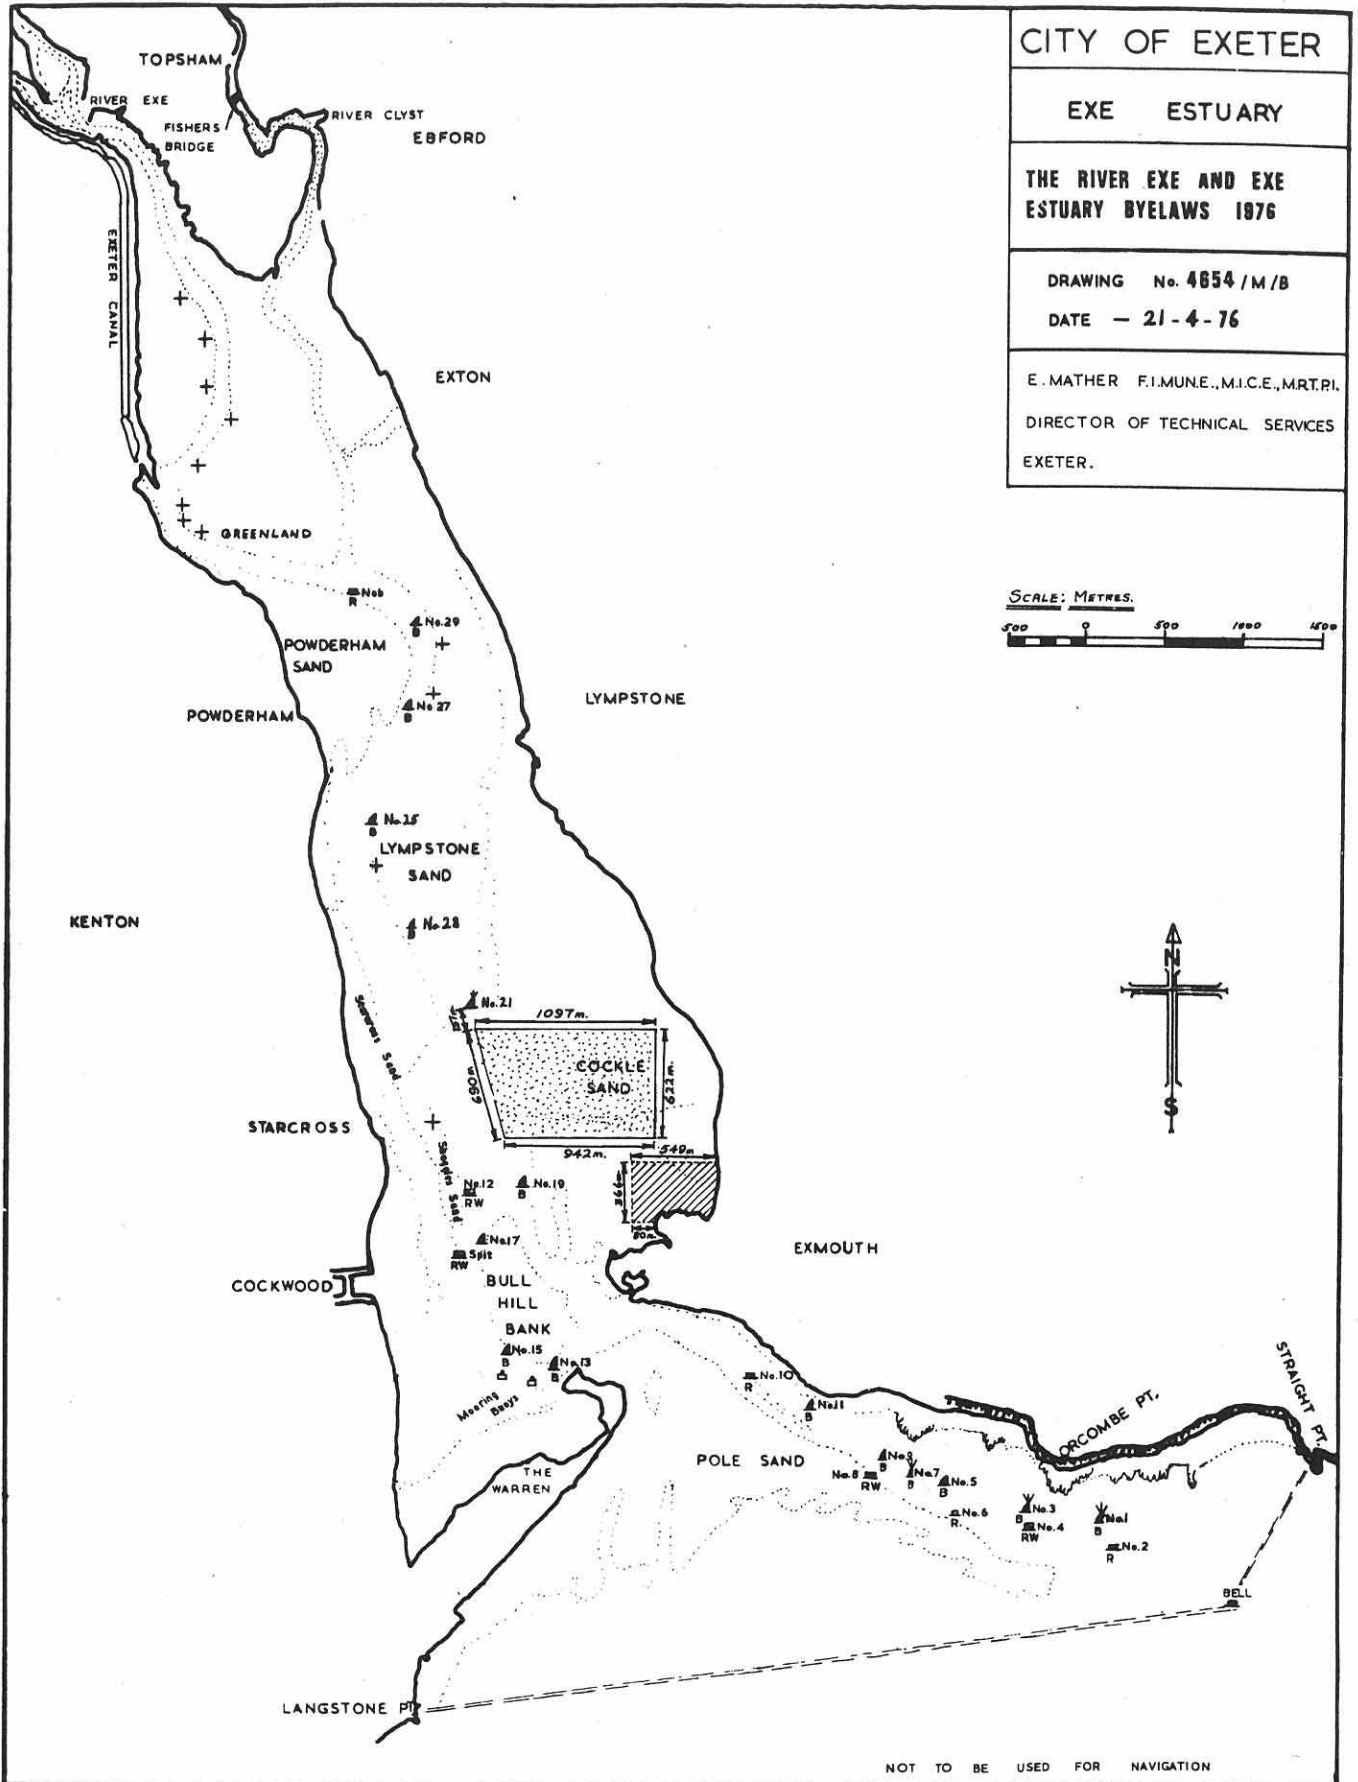 CITY OF EXETER
EXE ESTUARY
THE RIVER EXE AND EXE
ESTUARY BYELAWS 1976
DRAWING No. 4654/M/B
DATE — 21-4-76
E. MATHER F.I.MUN.E., M.I.C.E., M.R.T.P.I.
DIRECTOR OF TECHNICAL SERVICES
EXETER.
SCALE: METRES.
500 0 500 1000 1500
TOPSHAM
RIVER EXE
FISHERS
BRIDGE
RIVER CLYST
EBFORD
EXETER CANAL
EXTON
GREENLAND
R
No.29
B
POWDERHAM
SAND
No.27
B
POWDERHAM
LYMPSTONE
No.25
B
LYMPSTONE
SAND
No.28
B
KENTON
N
S
No.21
1097m.
Starcross Sand
COCKLE
SAND
622m.
STARCROSS
942m.
549m
366m
Shaggles Sand
No.12
RW
No.19
B
80m.
No.17
Split
RW
EXMOUTH
COCKWOOD
BULL
HILL
BANK
No.15
B
No.13
B
Mooring
Buoys
No.10
R
No.11
B
ORCOMBE PT.
STRAIGHT PT.
POLE SAND
THE
WARREN
B
No.8
RW
No.7
B
No.5
B
No.6
R
No.3
B
No.4
RW
No.1
B
No.2
R
BELL
LANGSTONE PT
NOT TO BE USED FOR NAVIGATION